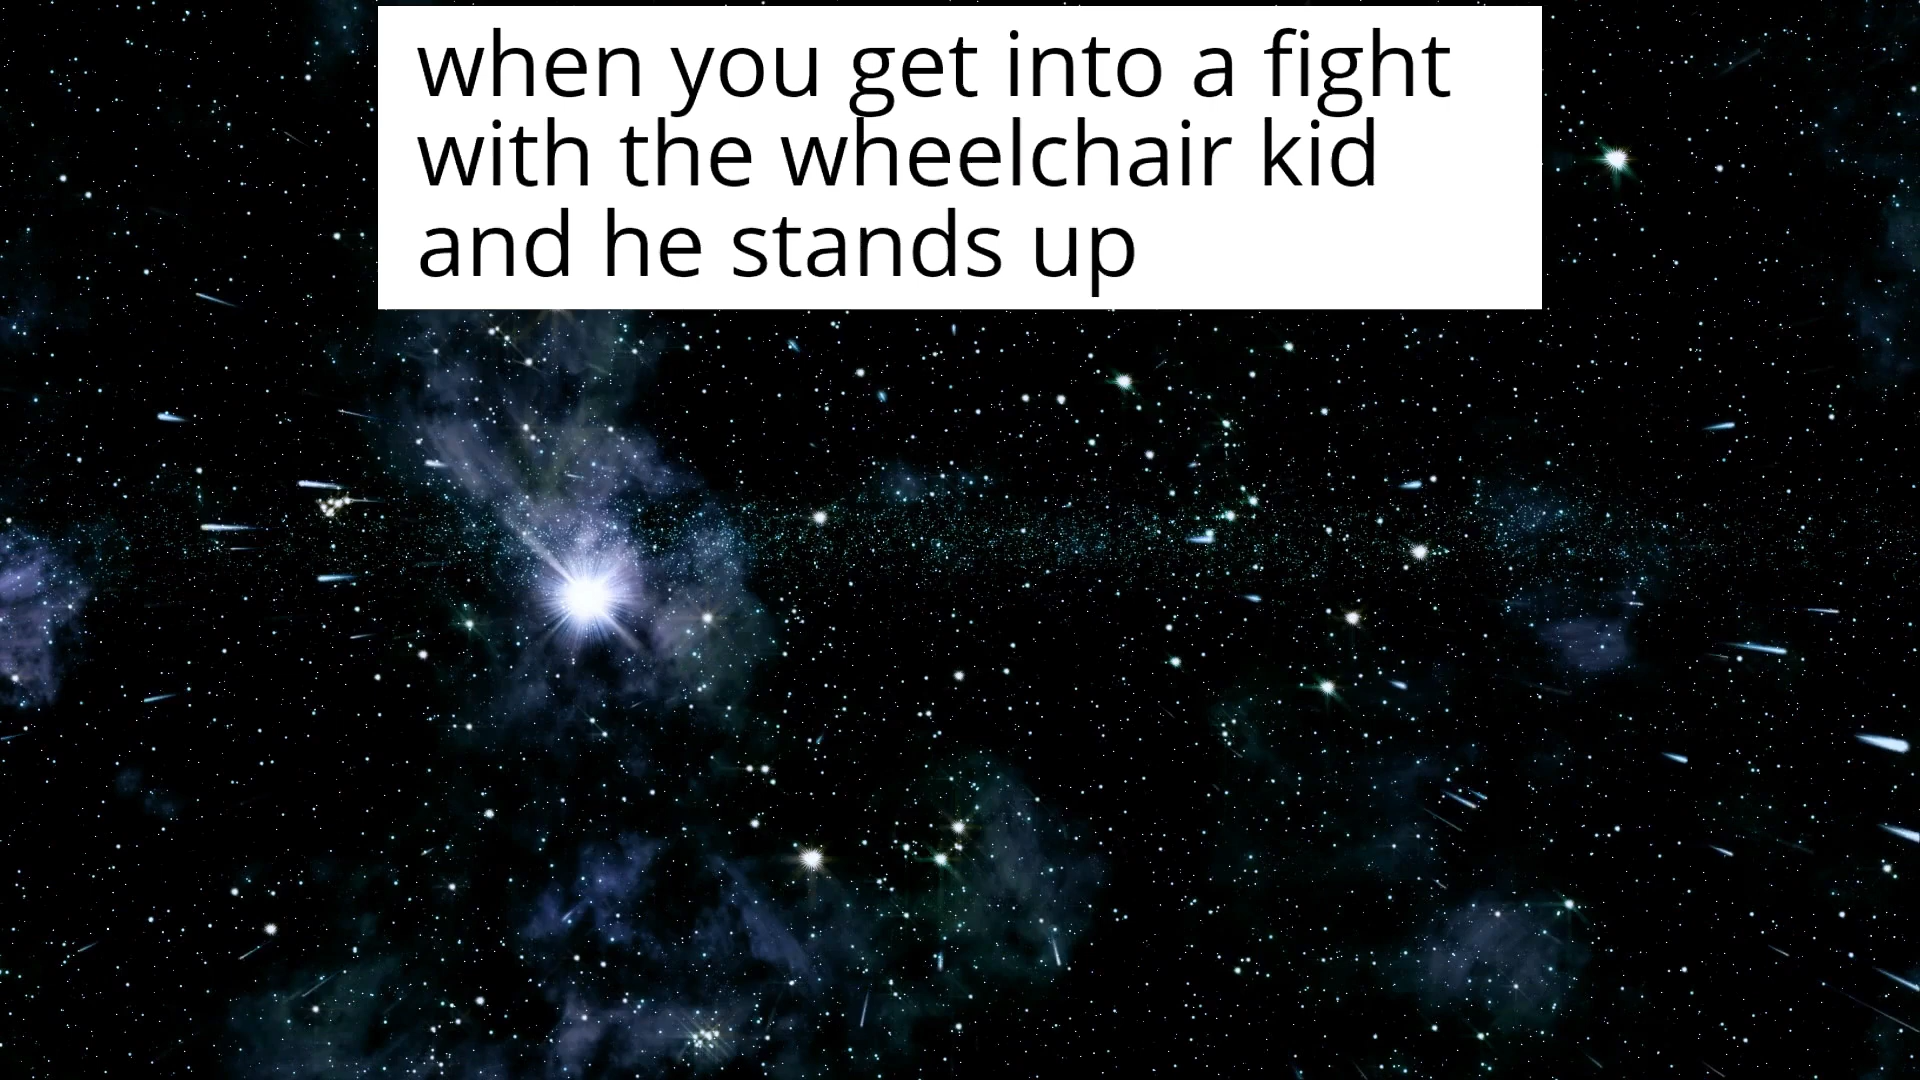 when you get into a fight
with the wheelchair kid
and he stands up